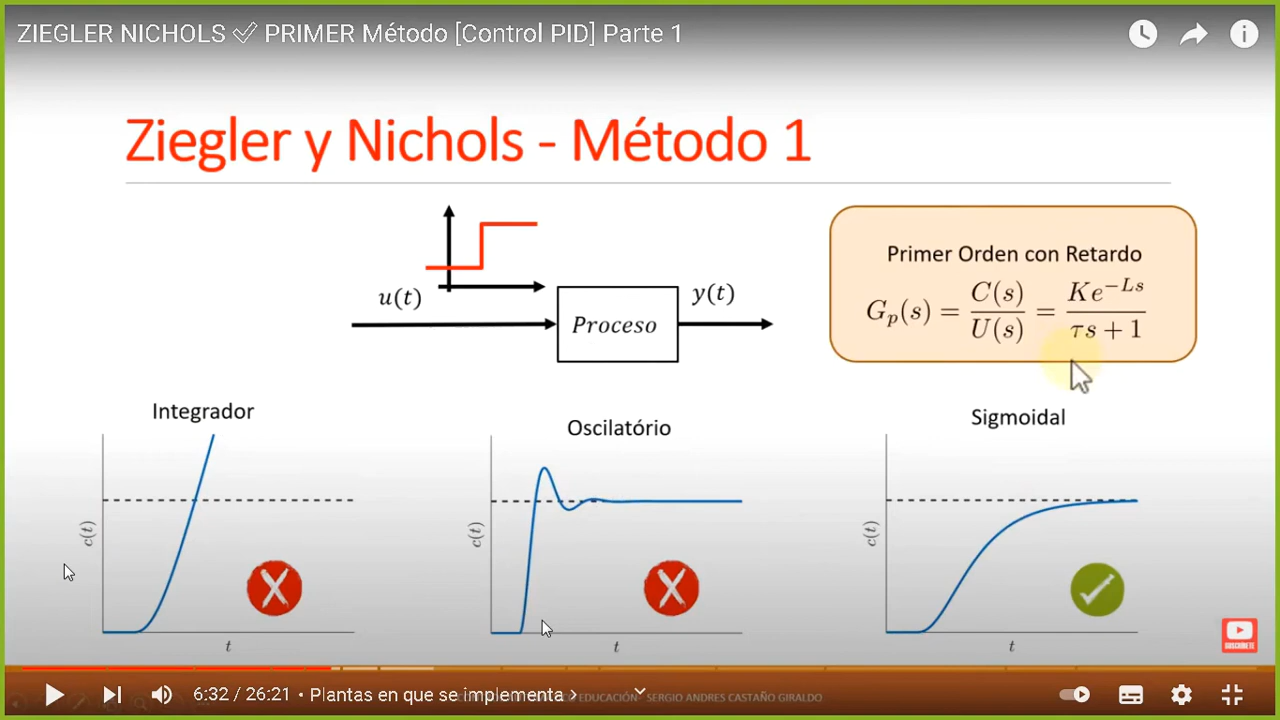 ZIEGLER NICHOLS ✓ PRIMER Método [Control PID] Parte 1
Ziegler y Nichols - Método 1
u(t)
Proceso
y(t)
Primer Orden con Retardo
G_p(s) = C(s)/U(s) = Ke^{-Ls}/(τs + 1)
Integrador
c(t)
t
Oscilatório
c(t)
t
Sigmoidal
c(t)
t
SUSCRIBETE
6:32 / 26:21 • Plantas en que se implementa >
EDUCACIÓN - SERGIO ANDRES CASTAÑO GIRALDO